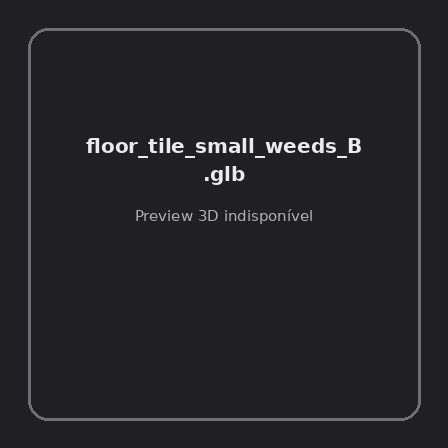 floor_tile_small_weeds_B
.glb
Preview 3D indisponível